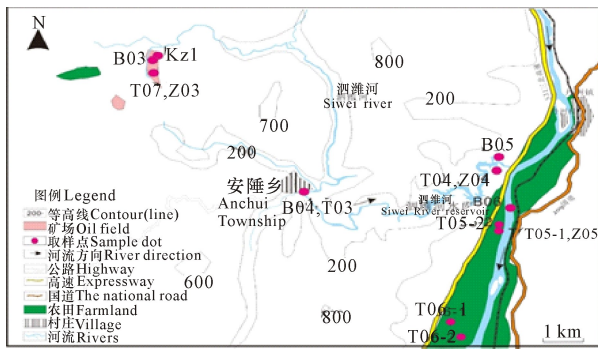 N
B03
Kz1
T07,Z03
800
泗潍河
Siwei river
200
700
200
B05
安陲乡
Anchui
Township
B04,T03
T04,Z04
泗潍河
Siwei River reservoir
B06
T05-2
T05-1,Z05
200
600
800
T06-1
T06-2
1 km
图例 Legend
200 等高线Contour(line)
矿场Oil field
取样点Sample dot
河流方向River direction
公路Highway
高速Expressway
国道The national road
农田Farmland
村庄Village
河流Rivers